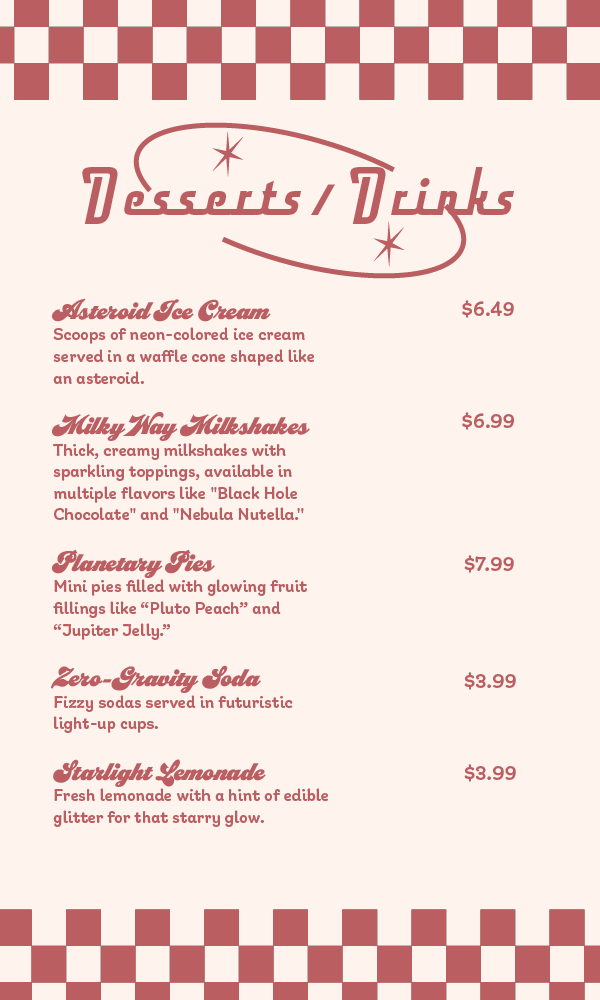 Desserts / Drinks
Asteroid Ice Cream $6.49
Scoops of neon-colored ice cream
served in a waffle cone shaped like
an asteroid.
Milky Way Milkshakes $6.99
Thick, creamy milkshakes with
sparkling toppings, available in
multiple flavors like "Black Hole
Chocolate" and "Nebula Nutella."
Planetary Pies $7.99
Mini pies filled with glowing fruit
fillings like “Pluto Peach” and
“Jupiter Jelly.”
Zero-Gravity Soda $3.99
Fizzy sodas served in futuristic
light-up cups.
Starlight Lemonade $3.99
Fresh lemonade with a hint of edible
glitter for that starry glow.